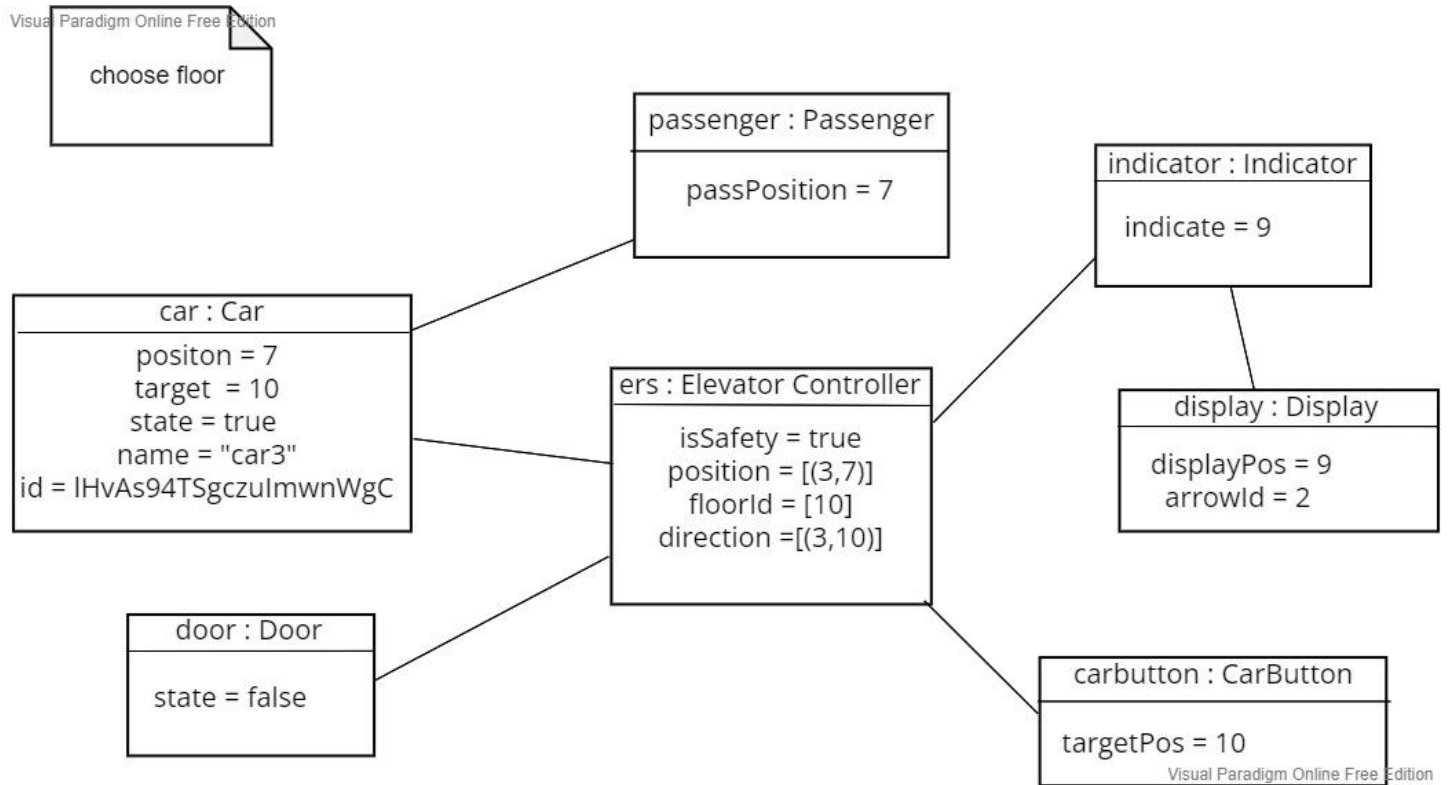 Visual Paradigm Online Free Edition
choose floor
passenger : Passenger
passPosition = 7
indicator : Indicator
indicate = 9
car : Car
positon = 7
target = 10
state = true
name = "car3"
id = lHvAs94TSgczuImwnWgC
ers : Elevator Controller
isSafety = true
position = [(3,7)]
floorId = [10]
direction =[(3,10)]
display : Display
displayPos = 9
arrowId = 2
door : Door
state = false
carbutton : CarButton
targetPos = 10
Visual Paradigm Online Free Edition